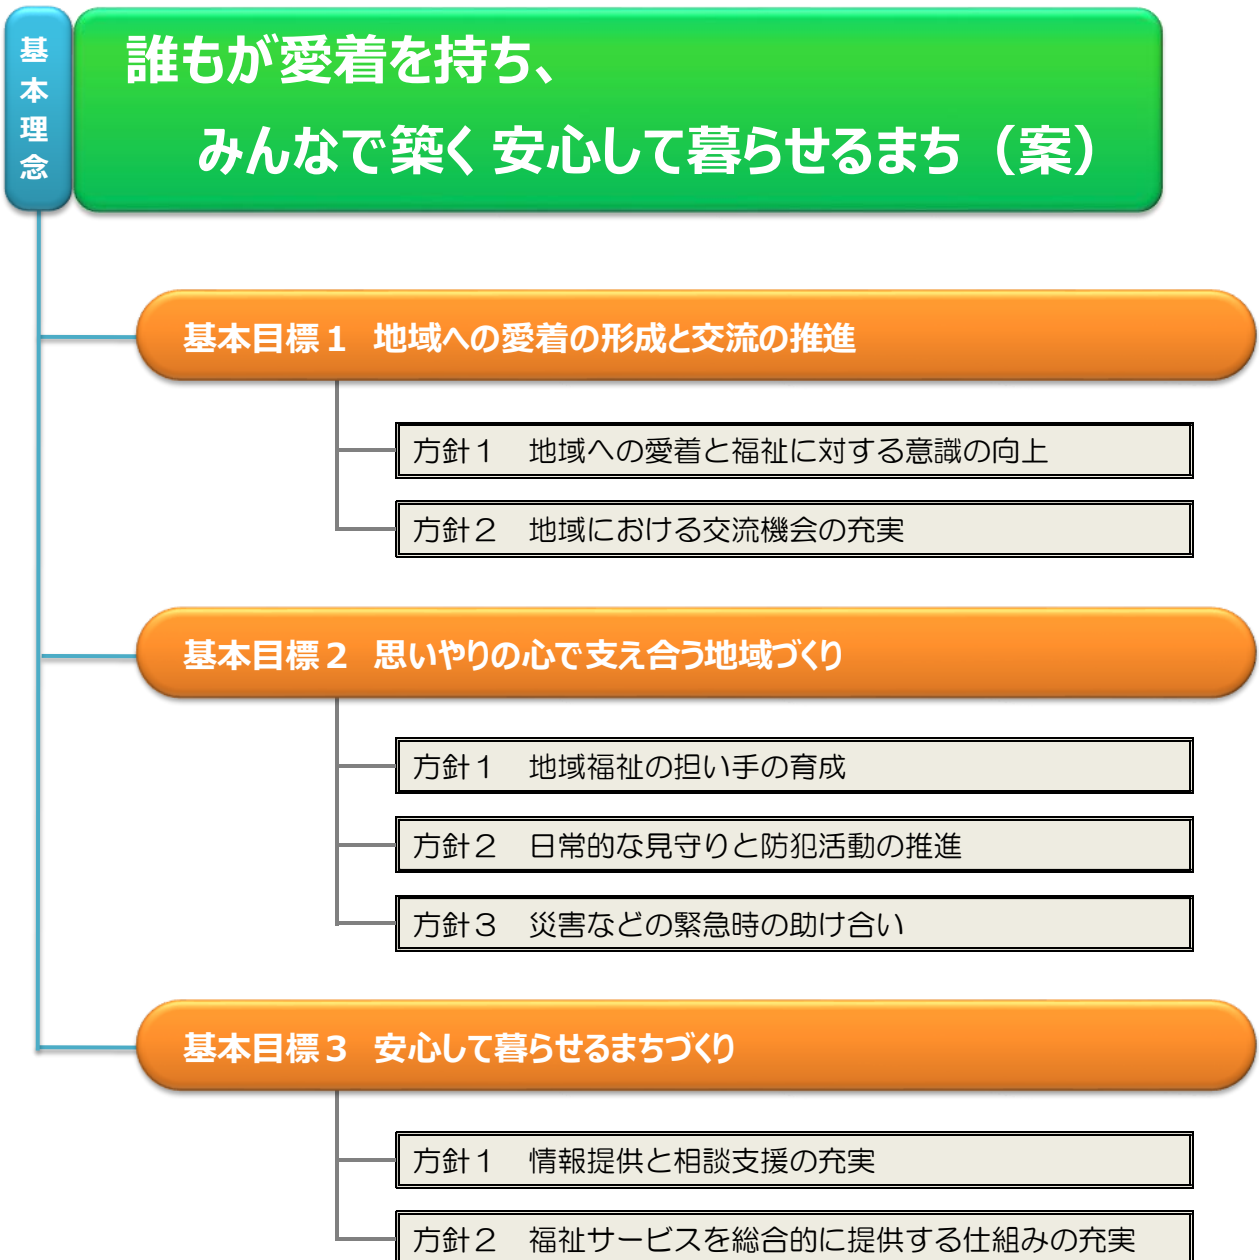 基本理念
誰もが愛着を持ち、
みんなで築く 安心して暮らせるまち（案）
基本目標１　地域への愛着の形成と交流の推進
方針１　地域への愛着と福祉に対する意識の向上
方針２　地域における交流機会の充実
基本目標２　思いやりの心で支え合う地域づくり
方針１　地域福祉の担い手の育成
方針２　日常的な見守りと防犯活動の推進
方針３　災害などの緊急時の助け合い
基本目標３　安心して暮らせるまちづくり
方針１　情報提供と相談支援の充実
方針２　福祉サービスを総合的に提供する仕組みの充実